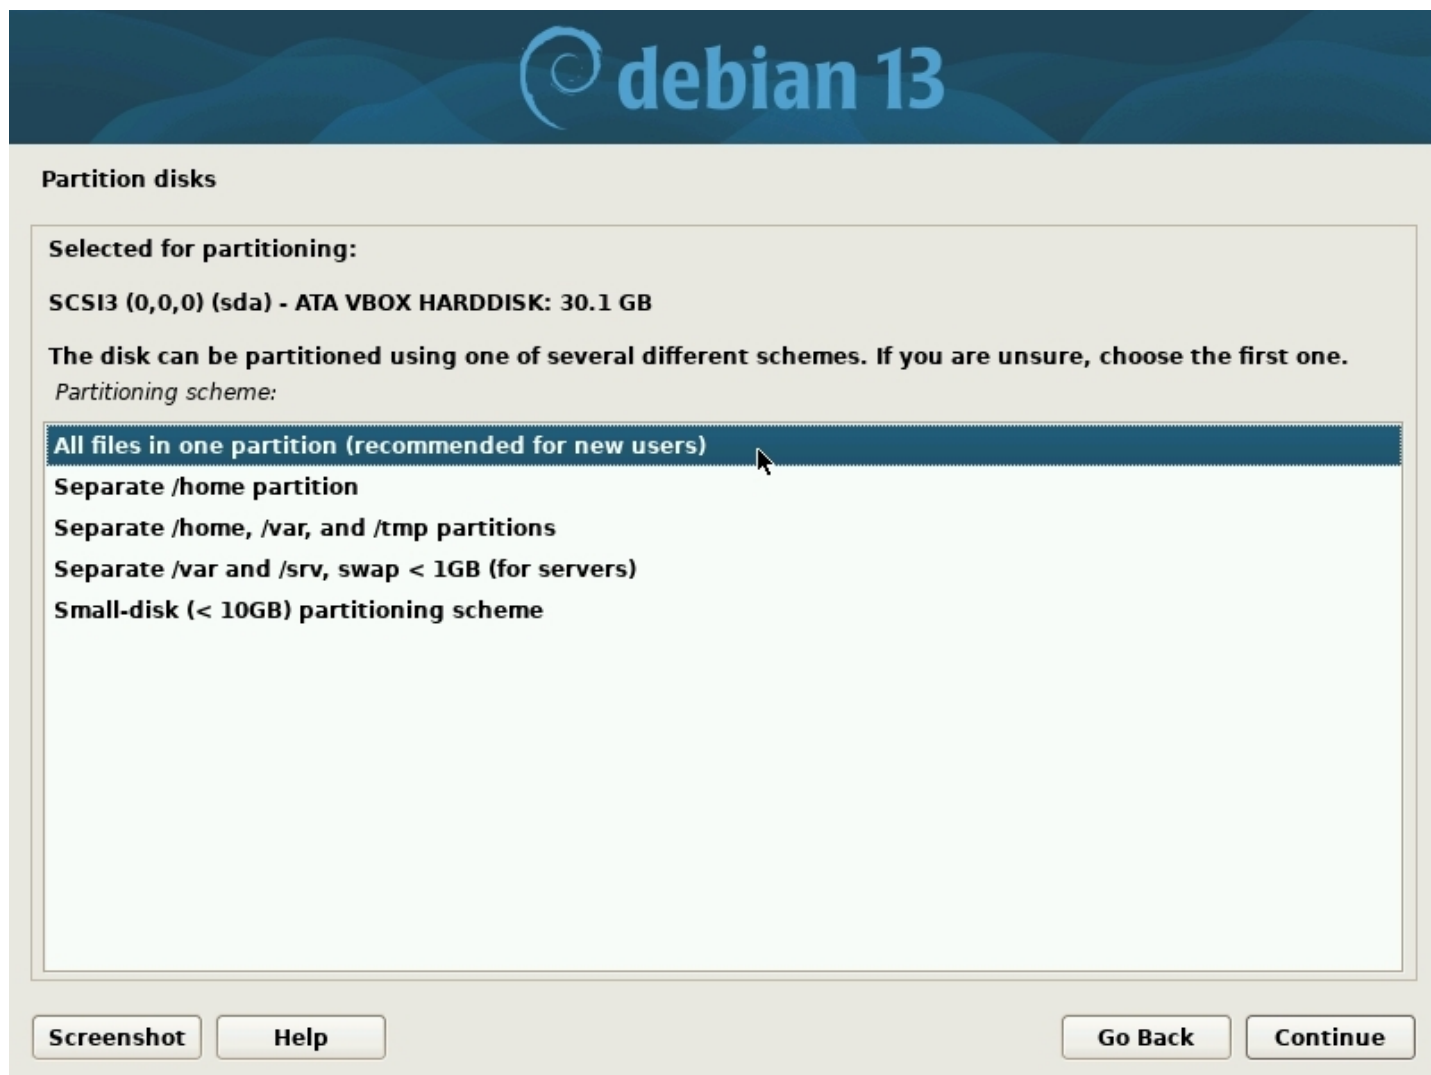 debian 13
Partition disks
Selected for partitioning:
SCSI3 (0,0,0) (sda) - ATA VBOX HARDDISK: 30.1 GB
The disk can be partitioned using one of several different schemes. If you are unsure, choose the first one.
Partitioning scheme:
All files in one partition (recommended for new users)
Separate /home partition
Separate /home, /var, and /tmp partitions
Separate /var and /srv, swap < 1GB (for servers)
Small-disk (< 10GB) partitioning scheme
Screenshot Help Go Back Continue